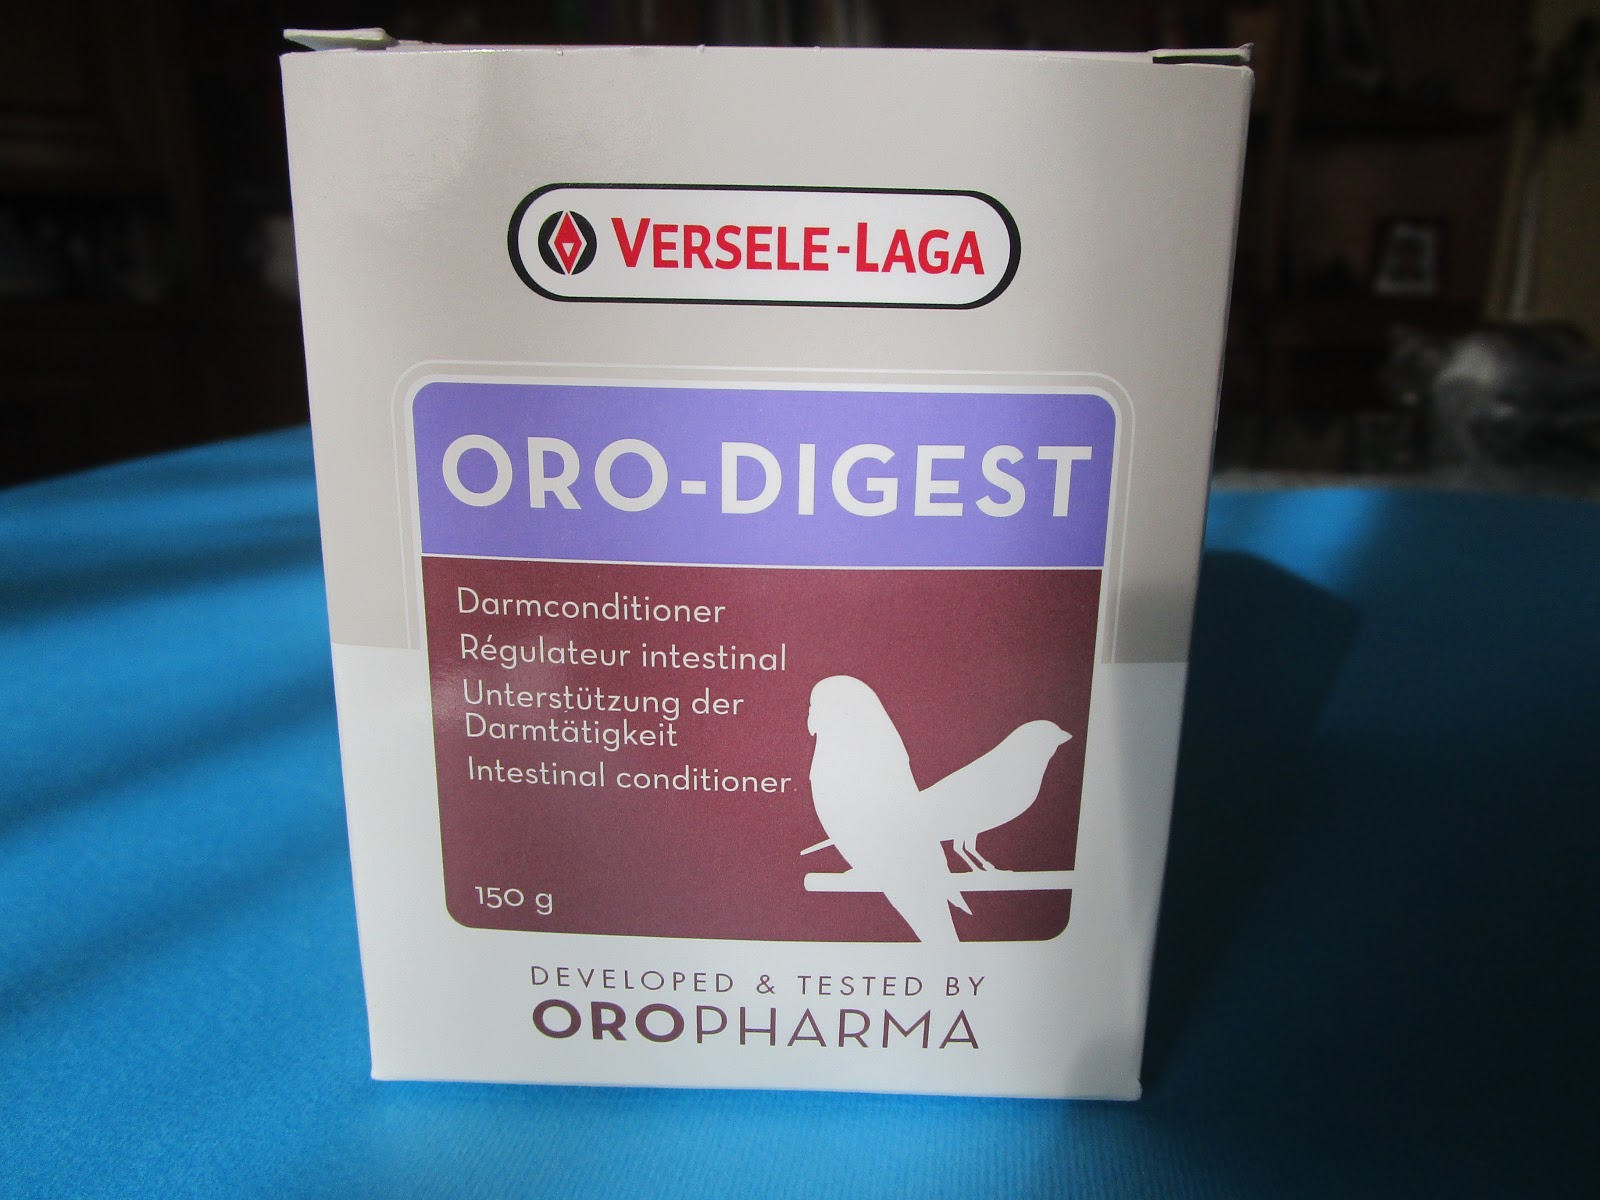 VERSELE-LAGA
ORO-DIGEST
Darmconditioner
Régulateur intestinal
Unterstützung der
Darmtätigkeit
Intestinal conditioner
150 g
DEVELOPED & TESTED BY
OROPHARMA